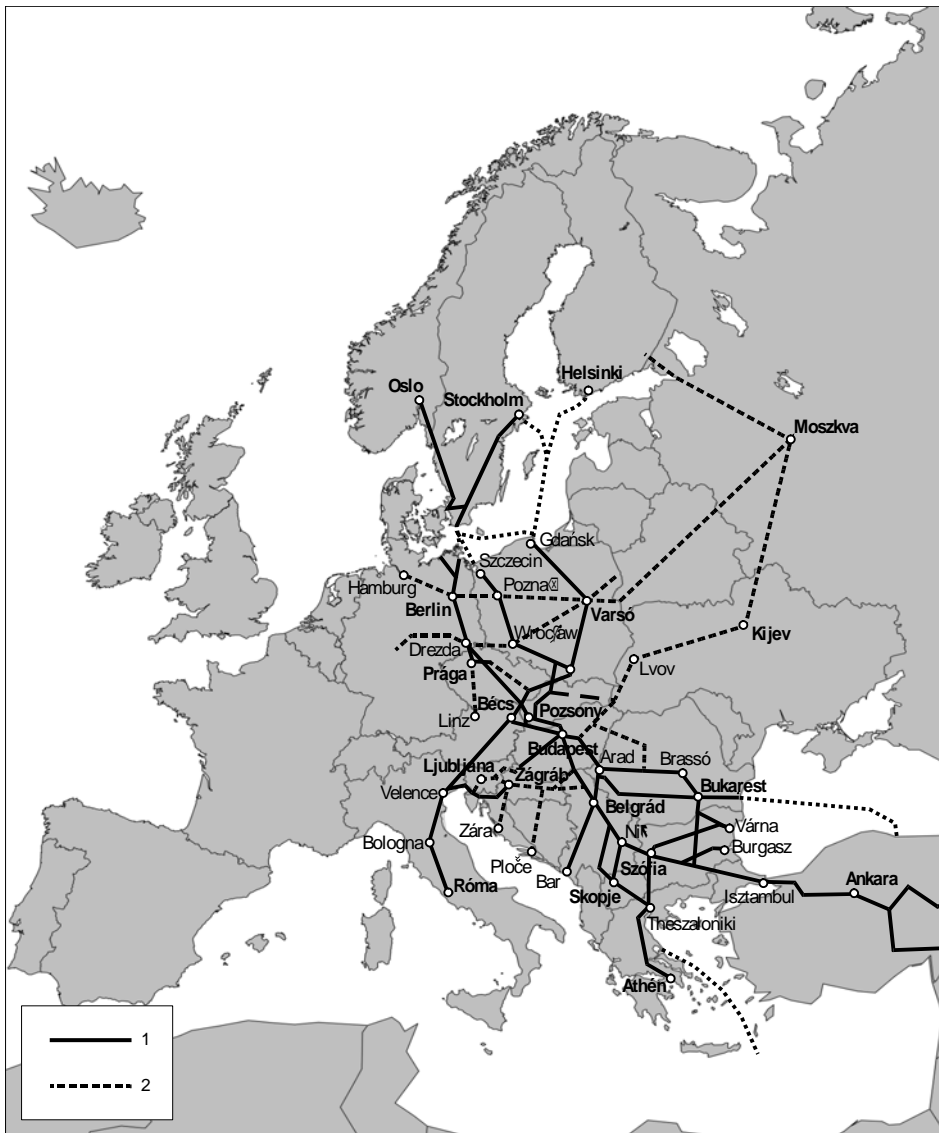 Helsinki
Oslo
Stockholm
Moszkva
Gdańsk
Szczecin
Hamburg
Berlin
Varsó
Kijev
Drezda
Lvov
Prága
Bécs
Pozsony
Linz
Budapest
Arad
Brassó
Ljubljana
Zágráb
Velence
Bukarest
Belgrád
Várna
Zára
Bologna
Burgasz
Ploče
Bar
Szófia
Róma
Skopje
Isztambul
Ankara
Theszaloniki
Athén
1
2